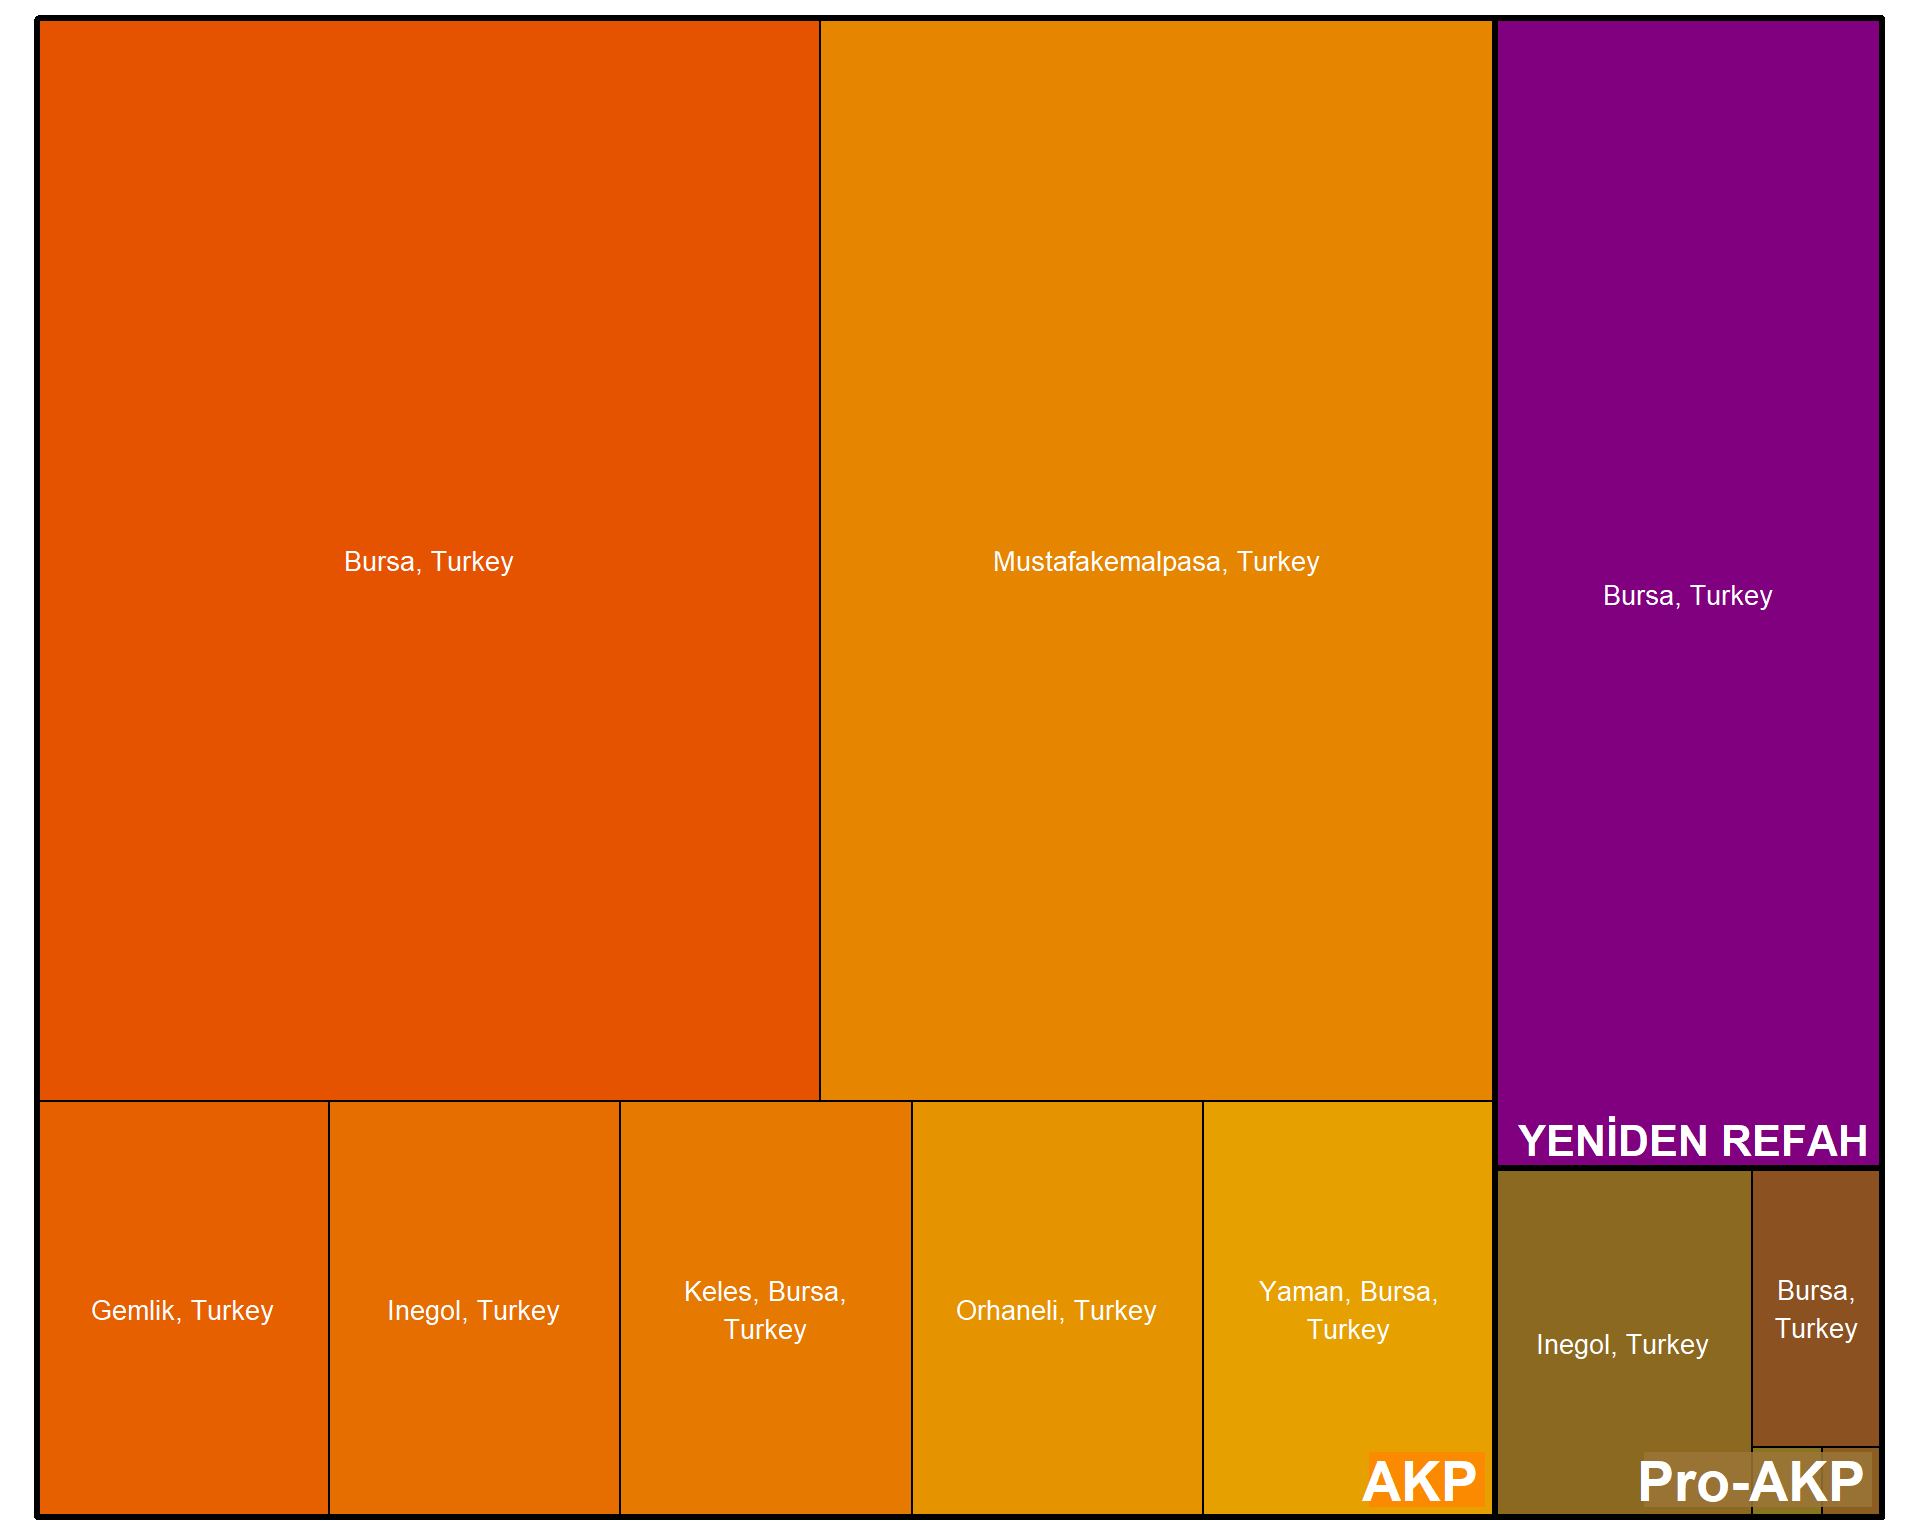 Bursa, Turkey
Mustafakemalpasa, Turkey
Bursa, Turkey
YENİDEN REFAH
Gemlik, Turkey
Inegol, Turkey
Keles, Bursa,
Turkey
Orhaneli, Turkey
Yaman, Bursa,
Turkey
AKP
Inegol, Turkey
Bursa,
Turkey
Pro-AKP